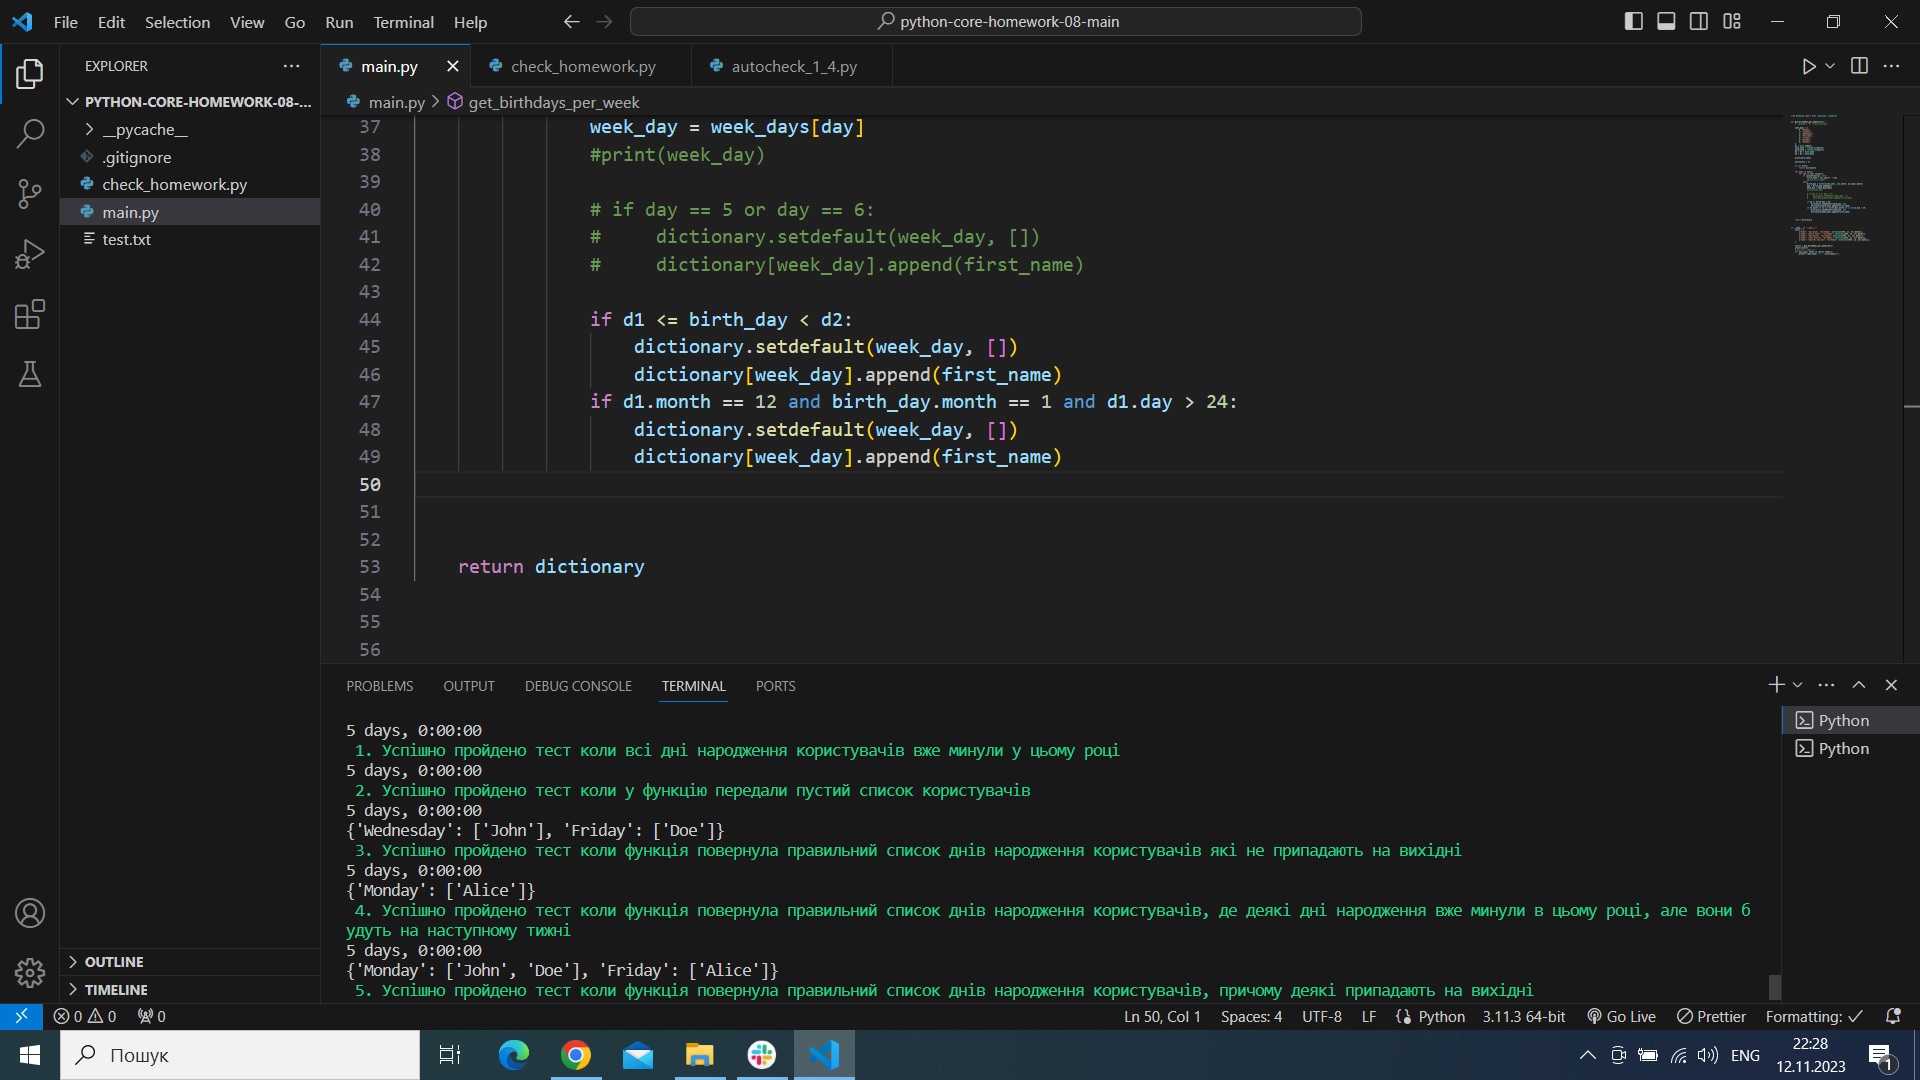 File Edit Selection View Go Run Terminal Help
python-core-homework-08-main
EXPLORER
PYTHON-CORE-HOMEWORK-08-...
__pycache__
.gitignore
check_homework.py
main.py
test.txt
OUTLINE
TIMELINE
main.py check_homework.py autocheck_1_4.py
main.py > get_birthdays_per_week
37 week_day = week_days[day]
38 #print(week_day)
39
40 # if day == 5 or day == 6:
41 #     dictionary.setdefault(week_day, [])
42 #     dictionary[week_day].append(first_name)
43
44 if d1 <= birth_day < d2:
45 dictionary.setdefault(week_day, [])
46 dictionary[week_day].append(first_name)
47 if d1.month == 12 and birth_day.month == 1 and d1.day > 24:
48 dictionary.setdefault(week_day, [])
49 dictionary[week_day].append(first_name)
50
51
52
53 return dictionary
54
55
56
PROBLEMS OUTPUT DEBUG CONSOLE TERMINAL PORTS
5 days, 0:00:00
1. Успішно пройдено тест коли всі дні народження користувачів вже минули у цьому році
5 days, 0:00:00
2. Успішно пройдено тест коли у функцію передали пустий список користувачів
5 days, 0:00:00
{'Wednesday': ['John'], 'Friday': ['Doe']}
3. Успішно пройдено тест коли функція повернула правильний список днів народження користувачів які не припадають на вихідні
5 days, 0:00:00
{'Monday': ['Alice']}
4. Успішно пройдено тест коли функція повернула правильний список днів народження користувачів, де деякі дні народження вже минули в цьому році, але вони б
удуть на наступному тижні
5 days, 0:00:00
{'Monday': ['John', 'Doe'], 'Friday': ['Alice']}
5. Успішно пройдено тест коли функція повернула правильний список днів народження користувачів, причому деякі припадають на вихідні
Python
Python
0 0 0 Ln 50, Col 1 Spaces: 4 UTF-8 LF Python 3.11.3 64-bit Go Live Prettier Formatting:
Пошук
ENG
22:28
12.11.2023
1